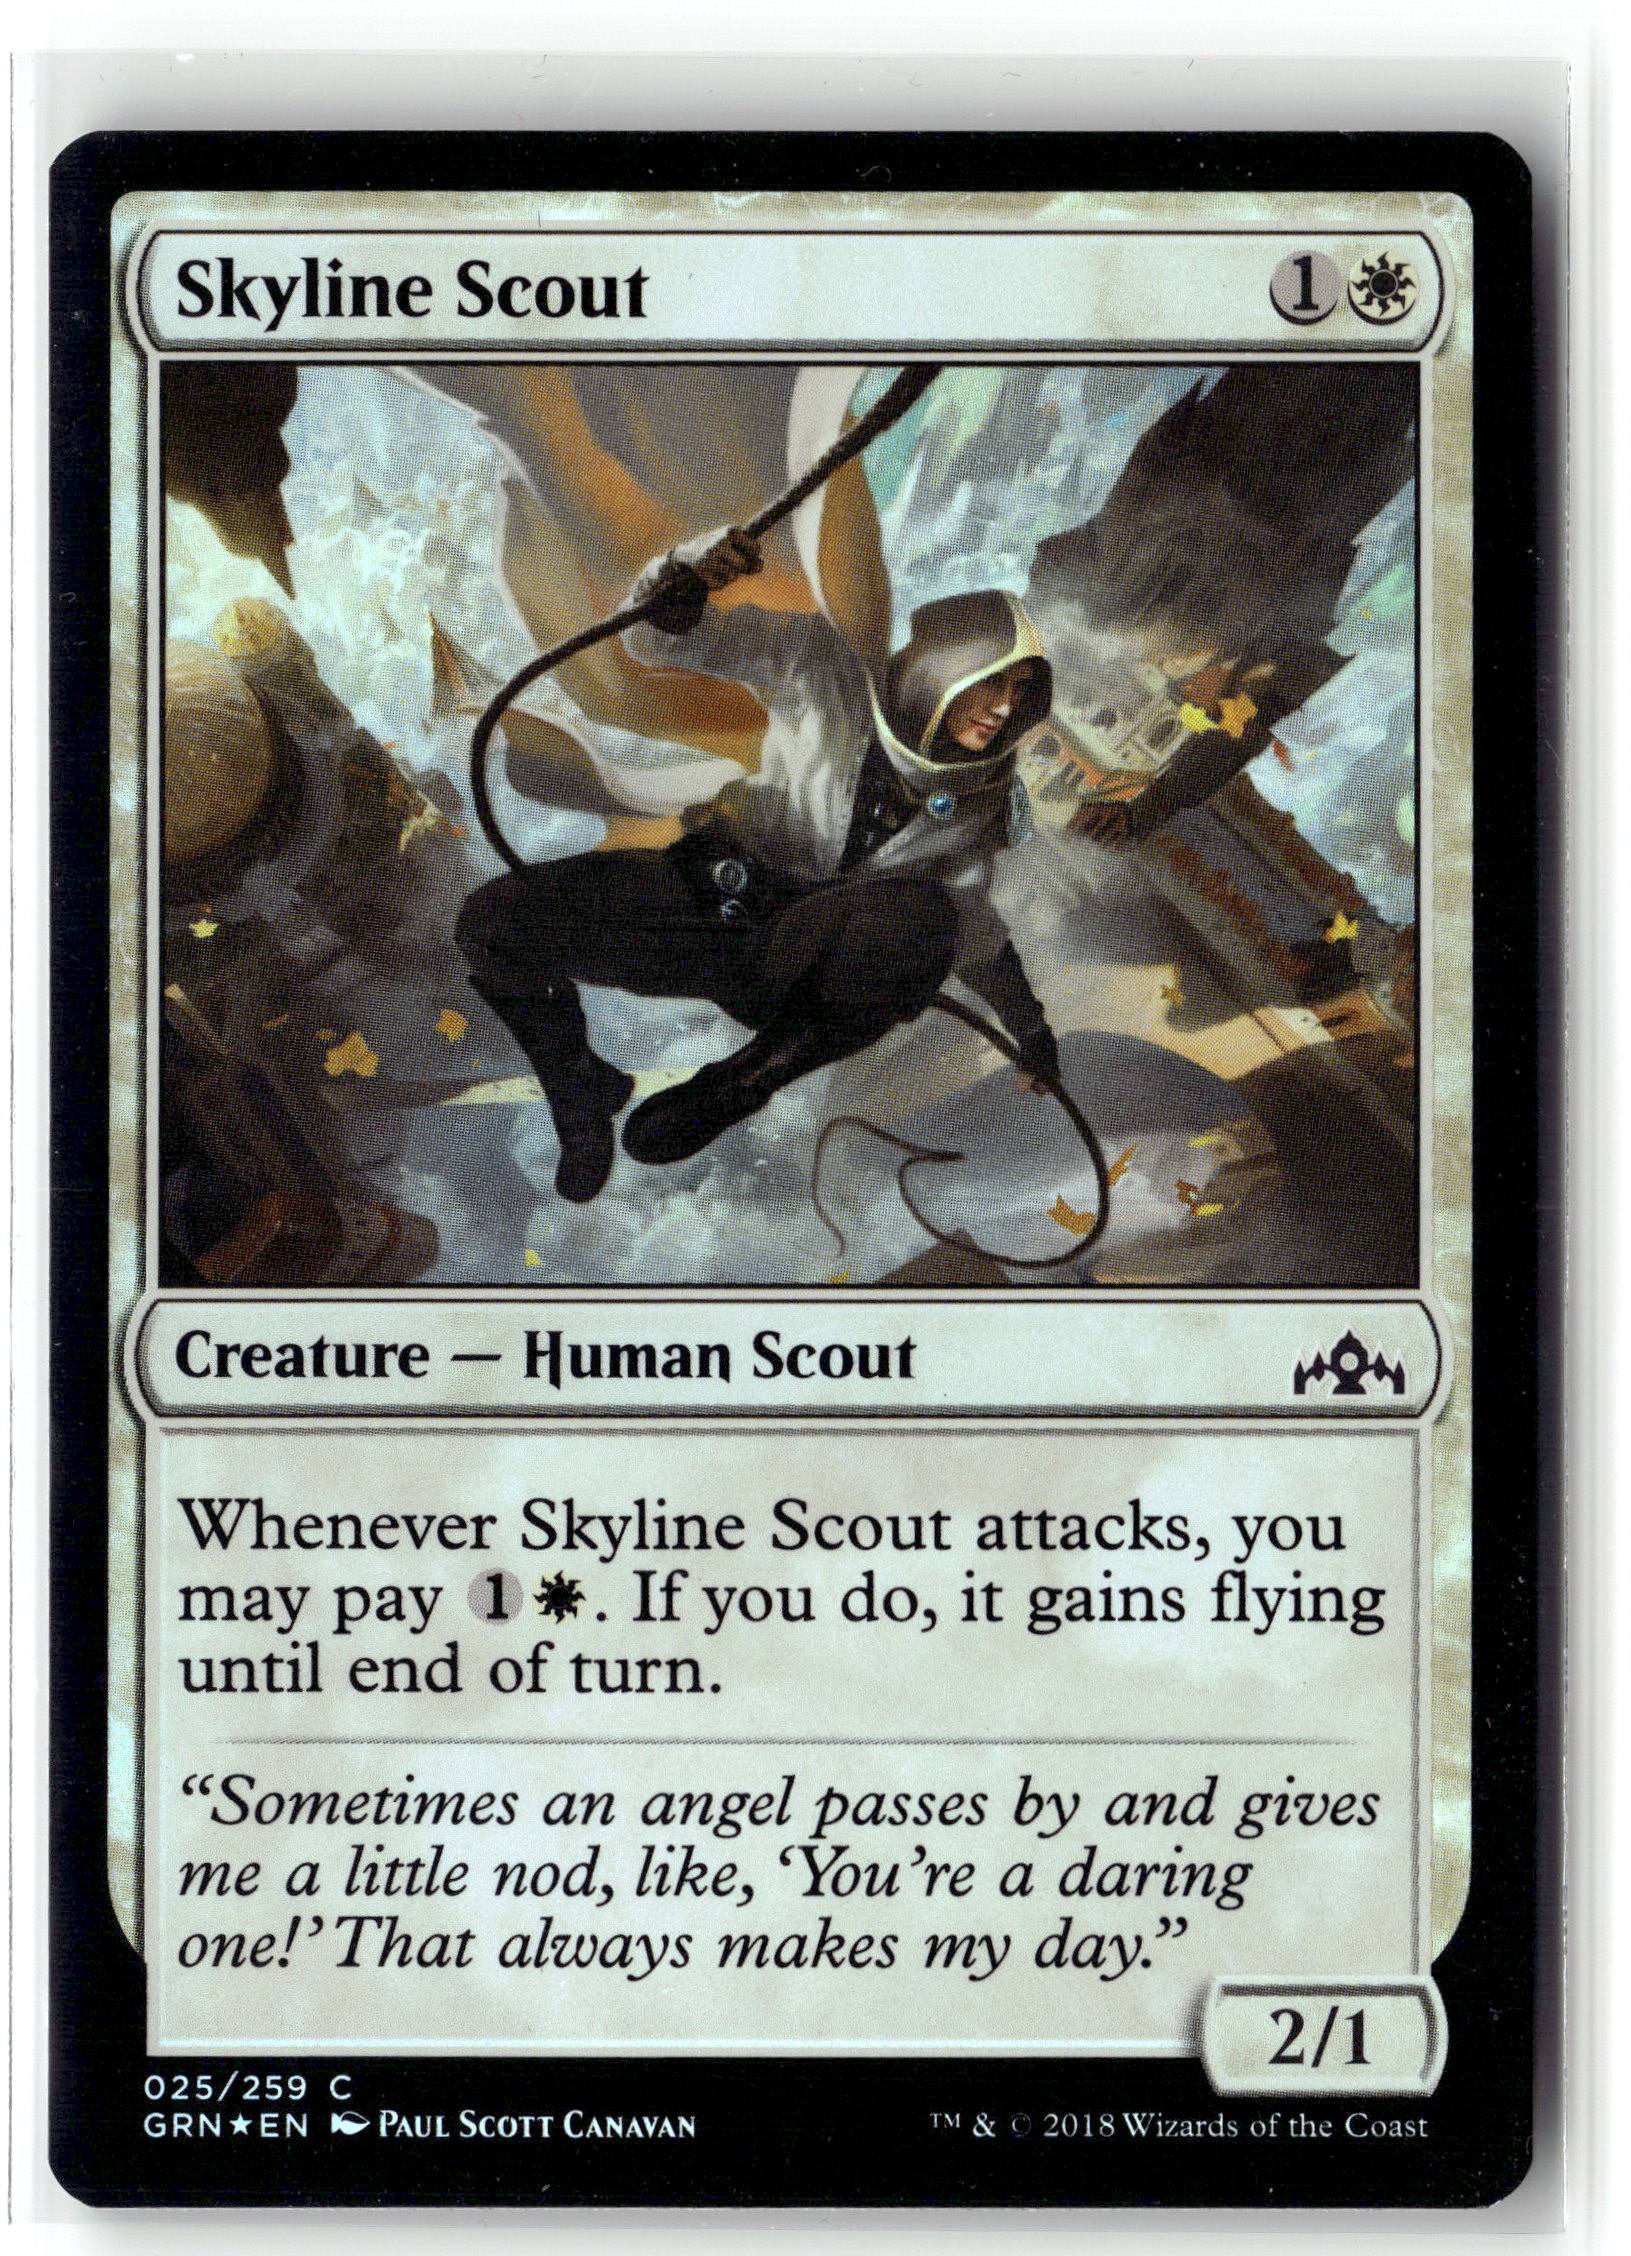 Skyline Scout 1
Creature — Human Scout
Whenever Skyline Scout attacks, you
may pay 1 . If you do, it gains flying
until end of turn.
“Sometimes an angel passes by and gives
me a little nod, like, ‘You’re a daring
one!’ That always makes my day.”
2/1
025/259 C
GRN★EN PAUL SCOTT CANAVAN ™ & © 2018 Wizards of the Coast